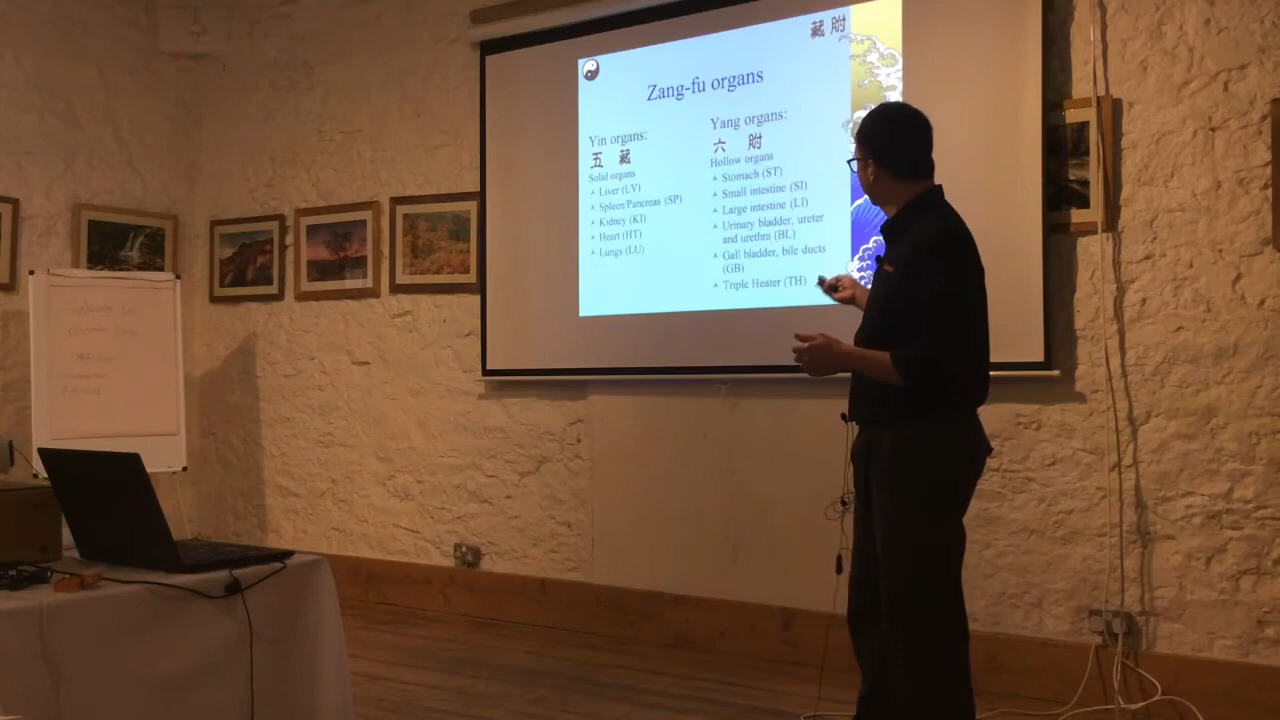 藏 胕
Zang-fu organs
Yin organs:
五 藏
Solid organs
Liver (LV)
Spleen/Pancreas (SP)
Kidney (KI)
Heart (HT)
Lungs (LU)
Yang organs:
六 胕
Hollow organs
Stomach (ST)
Small intestine (SI)
Large intestine (LI)
Urinary bladder, ureter
and urethra (BL)
Gall bladder, bile ducts
(GB)
Triple Heater (TH)